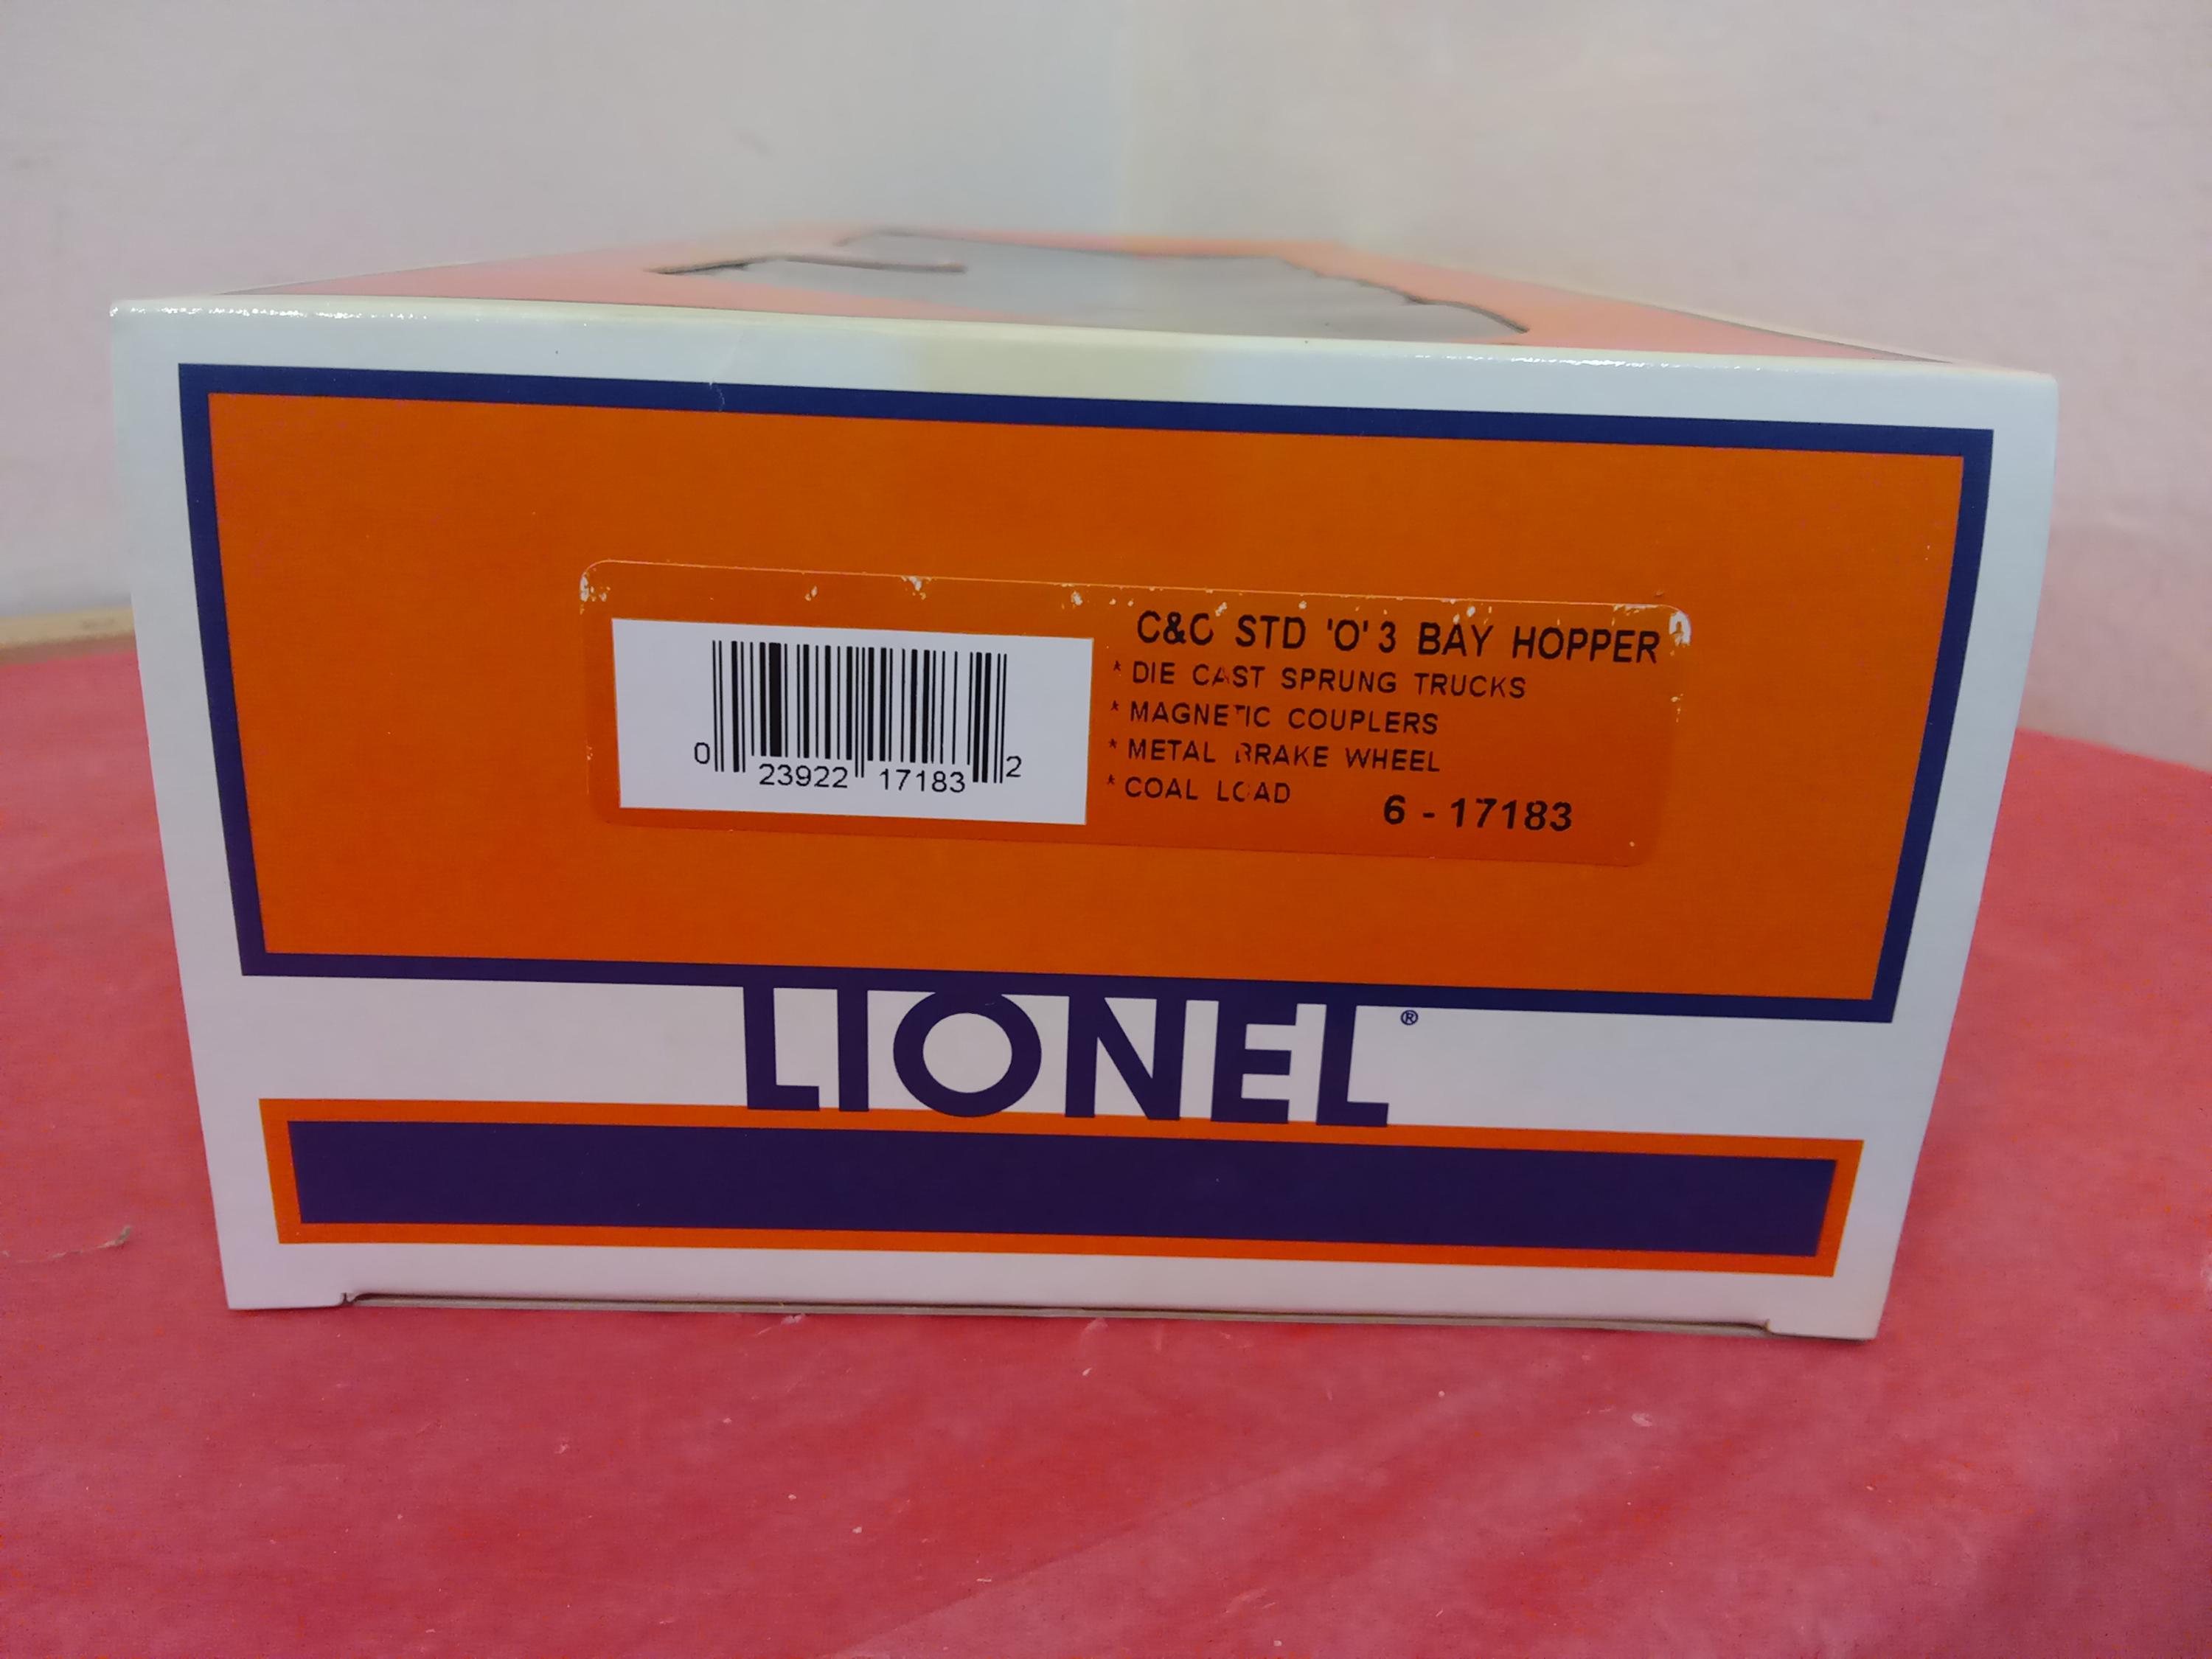 C&C STD 'O' 3 BAY HOPPER
* DIE CAST SPRUNG TRUCKS
* MAGNETIC COUPLERS
* METAL BRAKE WHEEL
* COAL LOAD
6 - 17183
0 23922 17183 2
LIONEL®